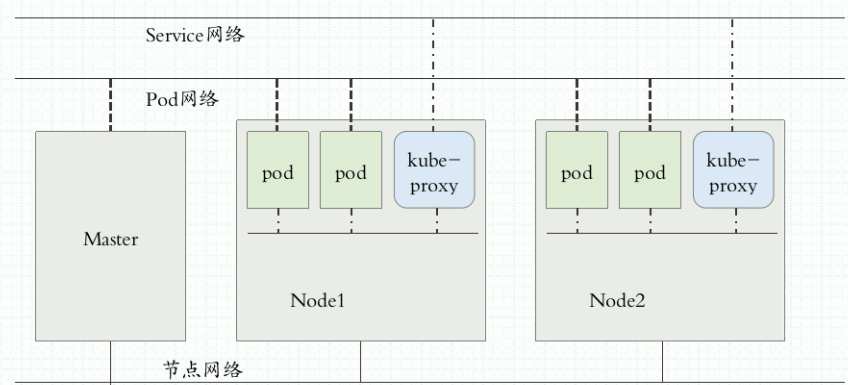 Service网络
Pod网络
pod
pod
kube-
proxy
pod
pod
kube-
proxy
Master
Node1
Node2
节点网络